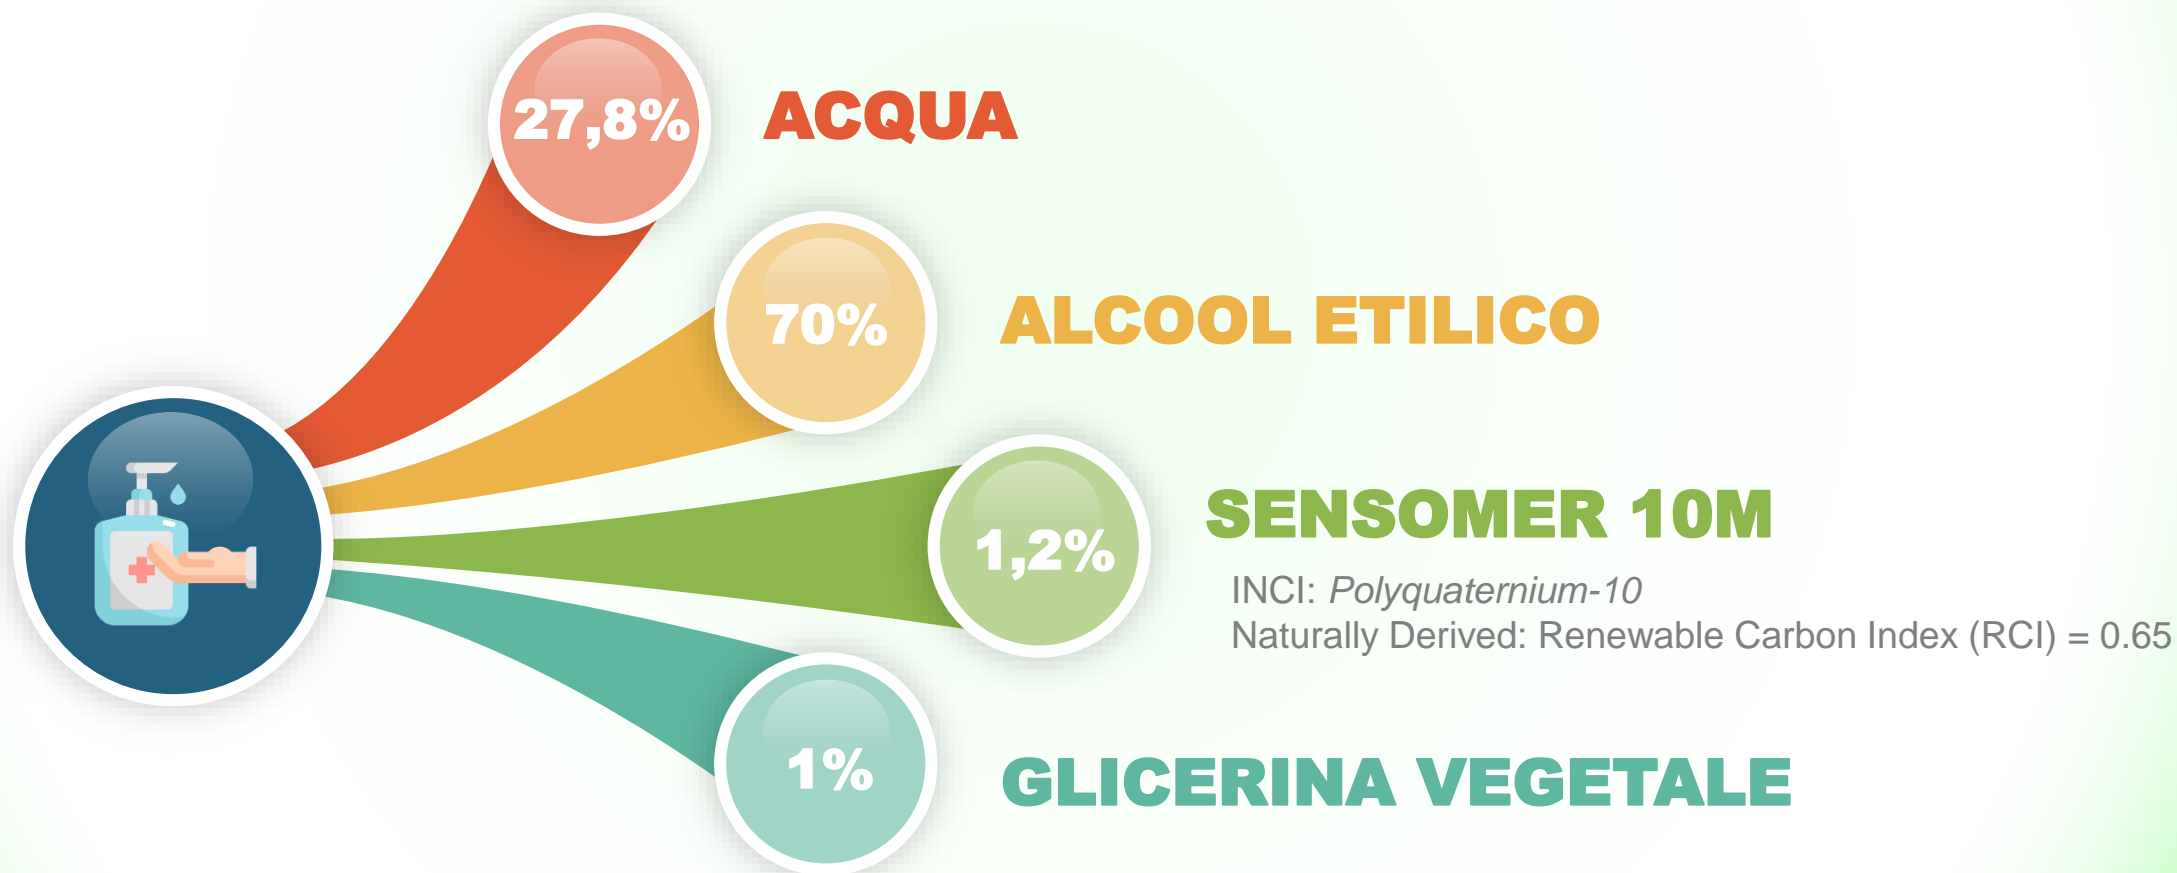 27,8%
ACQUA
70%
ALCOOL ETILICO
1,2%
SENSOMER 10M
INCI: Polyquaternium-10
Naturally Derived: Renewable Carbon Index (RCI) = 0.65
1%
GLICERINA VEGETALE